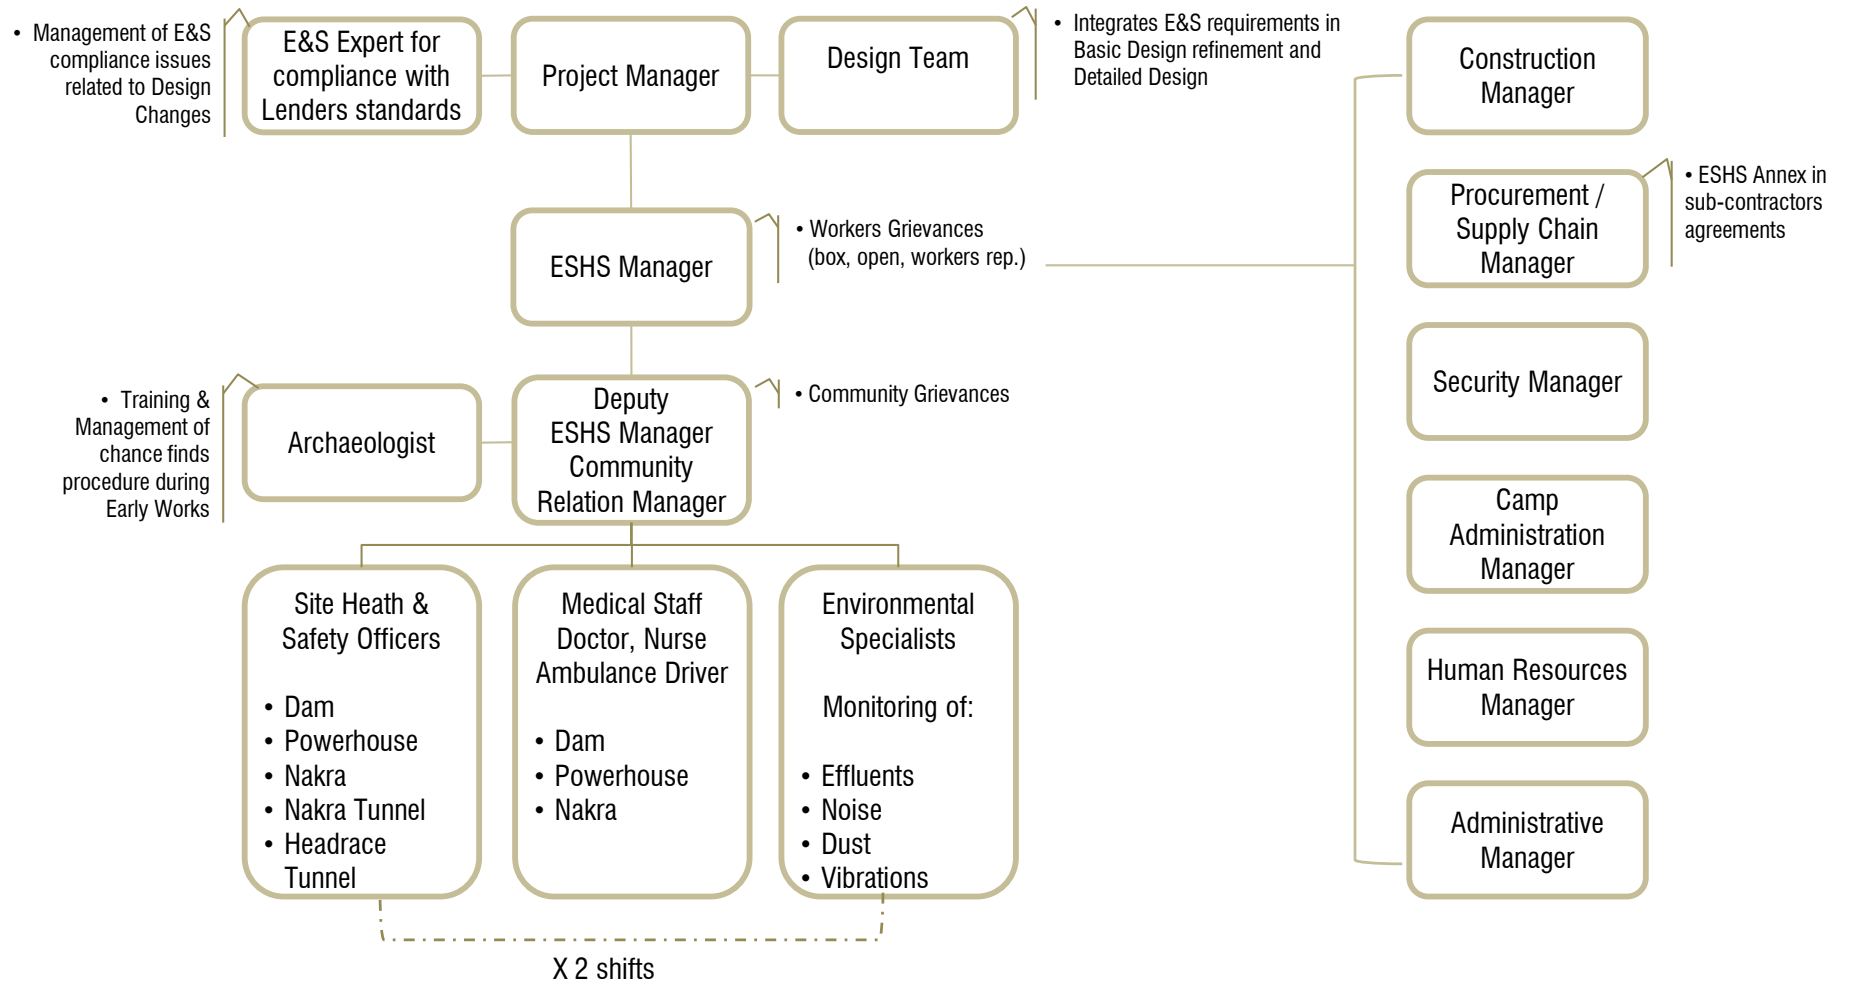 • Management of E&S
compliance issues
related to Design
Changes
E&S Expert for
compliance with
Lenders standards
Project Manager
Design Team
• Integrates E&S requirements in
Basic Design refinement and
Detailed Design
Construction
Manager
Procurement /
Supply Chain
Manager
• ESHS Annex in
sub-contractors
agreements
ESHS Manager
• Workers Grievances
(box, open, workers rep.)
Security Manager
• Training &
Management of
chance finds
procedure during
Early Works
Archaeologist
Deputy
ESHS Manager
Community
Relation Manager
• Community Grievances
Camp
Administration
Manager
Site Heath &
Safety Officers
• Dam
• Powerhouse
• Nakra
• Nakra Tunnel
• Headrace
Tunnel
Medical Staff
Doctor, Nurse
Ambulance Driver
• Dam
• Powerhouse
• Nakra
Environmental
Specialists
Monitoring of:
• Effluents
• Noise
• Dust
• Vibrations
Human Resources
Manager
Administrative
Manager
X 2 shifts